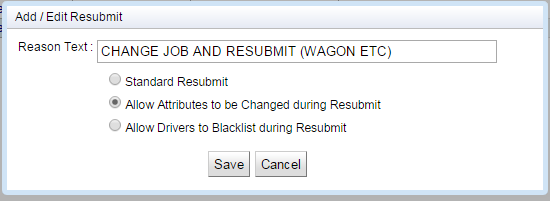 Add / Edit Resubmit
Reason Text : CHANGE JOB AND RESUBMIT (WAGON ETC)
Standard Resubmit
Allow Attributes to be Changed during Resubmit
Allow Drivers to Blacklist during Resubmit
Save Cancel